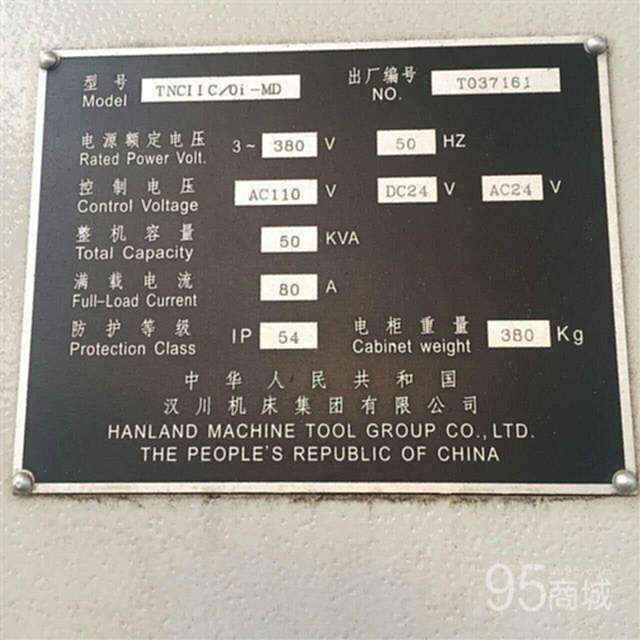 型号 TNCIIC/0i-MD 出厂编号 T037161
Model NO.
电源额定电压 3~ 380 V 50 HZ
Rated Power Volt.
控制电压 AC110 V DC24 V AC24 V
Control Voltage
整机容量 50 KVA
Total Capacity
满载电流 80 A
Full-Load Current
防护等级 IP 54 电柜重量 380 Kg
Protection Class Cabinet weight
中华人民共和国
汉川机床集团有限公司
HANLAND MACHINE TOOL GROUP CO.,LTD.
THE PEOPLE'S REPUBLIC OF CHINA
95商城